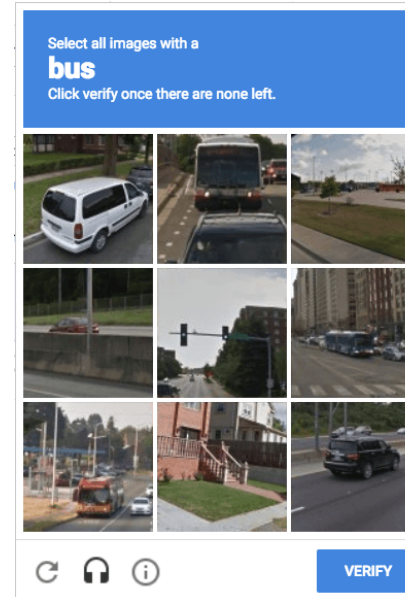 Select all images with a
bus
Click verify once there are none left.
VERIFY